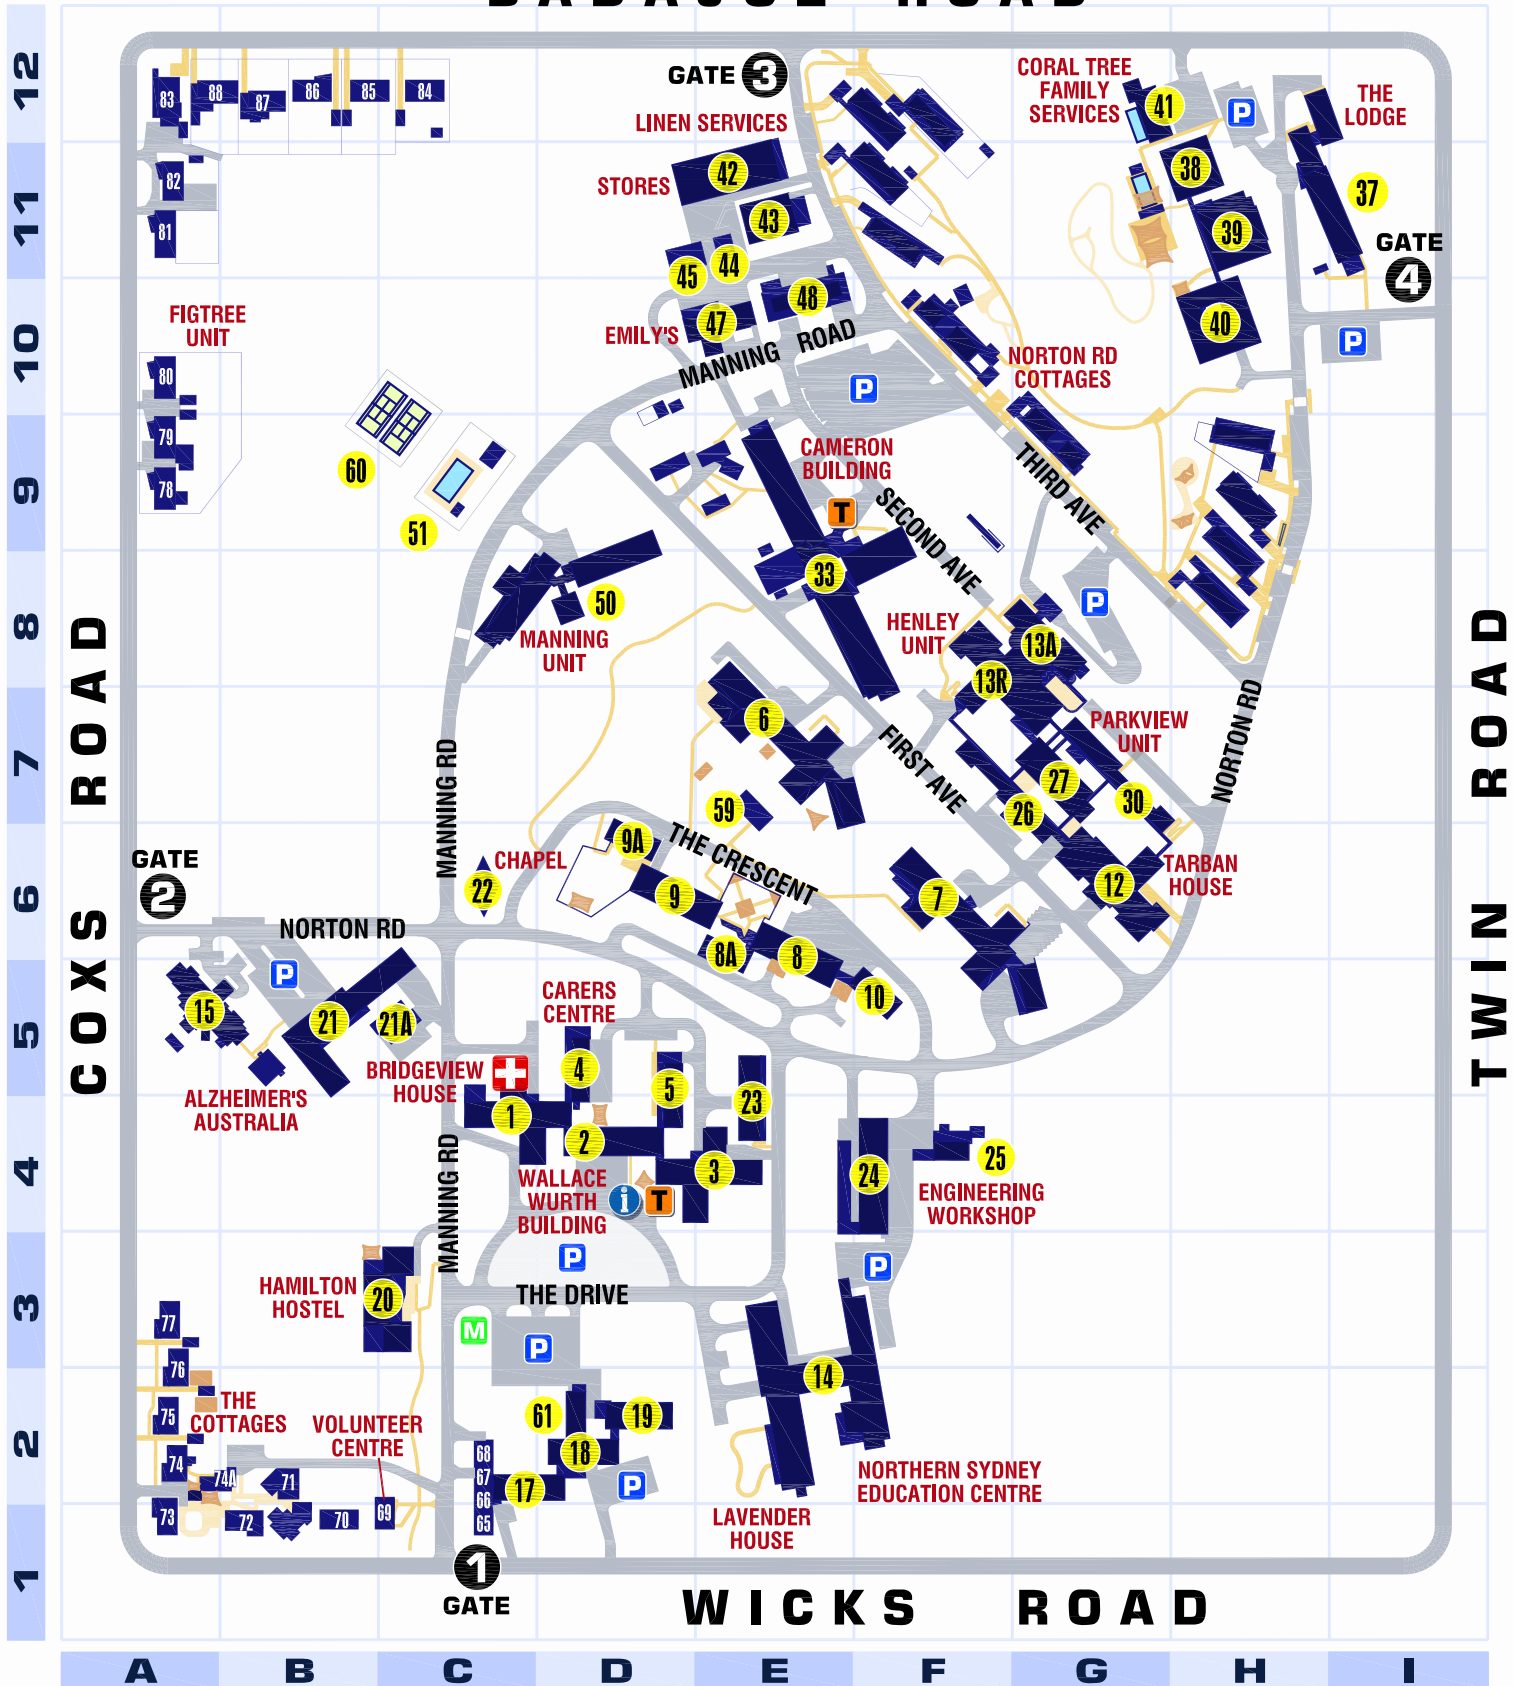 BADAJOZ ROAD
12
11
10
9
8
7
6
5
4
3
2
1
A
B
C
D
E
F
G
H
I
COXS ROAD
TWIN ROAD
WICKS ROAD
GATE 3
LINEN SERVICES
STORES
42
43
44
45
47
48
EMILY'S
MANNING ROAD
P
CORAL TREE
FAMILY
SERVICES
41
P
THE
LODGE
38
37
39
40
GATE
4
P
83
88
87
86
85
84
82
81
FIGTREE
UNIT
80
79
78
60
51
NORTON RD
COTTAGES
CAMERON
BUILDING
T
33
SECOND AVE
THIRD AVE
50
MANNING
UNIT
HENLEY
UNIT
P
13A
13R
PARKVIEW
UNIT
NORTON RD
6
FIRST AVE
27
30
26
59
MANNING RD
THE CRESCENT
9A
9
CHAPEL
22
TARBAN
HOUSE
12
7
GATE
2
NORTON RD
8A
8
10
P
15
21
21A
ALZHEIMER'S
AUSTRALIA
CARERS
CENTRE
BRIDGEVIEW
HOUSE
4
5
23
1
2
3
24
25
ENGINEERING
WORKSHOP
MANNING RD
WALLACE
WURTH
BUILDING
i
T
P
P
HAMILTON
HOSTEL
20
THE DRIVE
M
P
77
76
75
74
74A
73
THE
COTTAGES
VOLUNTEER
CENTRE
71
72
70
69
14
61
19
18
17
68
67
66
65
P
NORTHERN SYDNEY
EDUCATION CENTRE
LAVENDER
HOUSE
1
GATE